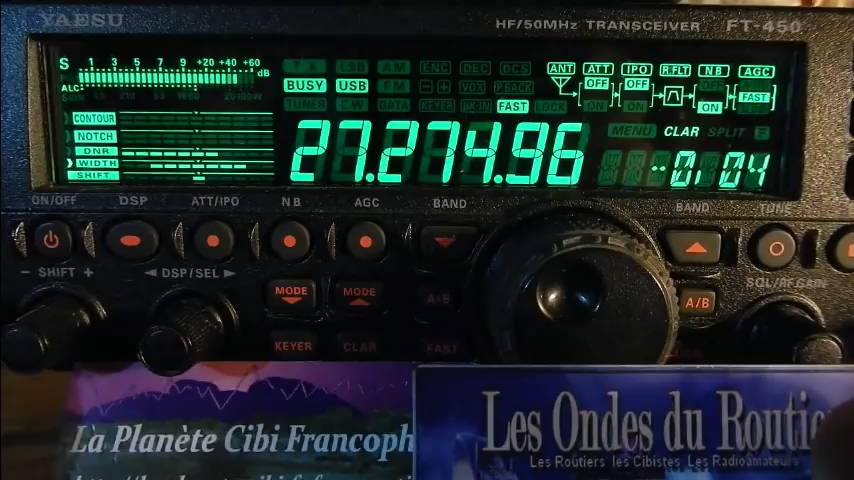 YAESU
HF/50MHz TRANSCEIVER FT-450
S 1 3 5 7 9 +20 +40 +60 dB
ALC
BUSY USB
FAST
TUNER C.W DATA KEYER BK-IN LOCK
LSB AM ENC DEC DCS
FM VOX P.BACK
ANT ATT IPO R.FLT NB AGC
OFF OFF OFF FAST
ON ON ON
CONTOUR
NOTCH
DNR
WIDTH
SHIFT
27.274.96
MENU CLAR SPLIT
-0.04
ON/OFF DSP ATT/IPO NB AGC BAND BAND TUNE
− SHIFT + ◄ DSP/SEL ► MODE MODE A=B A/B SQL/RF GAIN
KEYER CLAR FAST
La Planète Cibi Francoph
Les Ondes du Routie
Les Routiers les Cibistes Les Radioamateurs